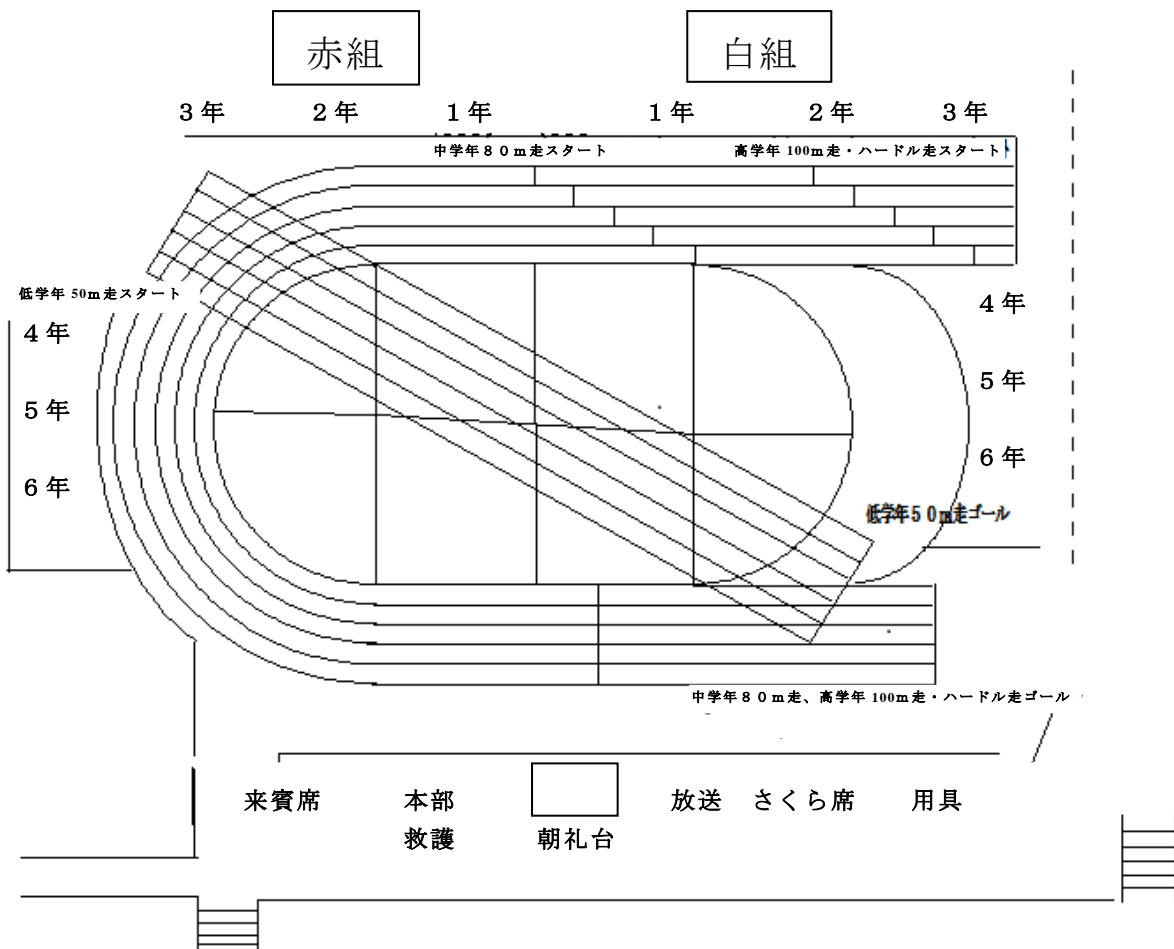 赤組 白組
3年 2年 1年 1年 2年 3年
中学年80m走スタート 高学年100m走・ハードル走スタート
低学年50m走スタート
4年 4年
5年 5年
6年 6年
低学年50m走ゴール
中学年80m走、高学年100m走・ハードル走ゴール
来賓席 本部 放送 さくら席 用具
救護 朝礼台